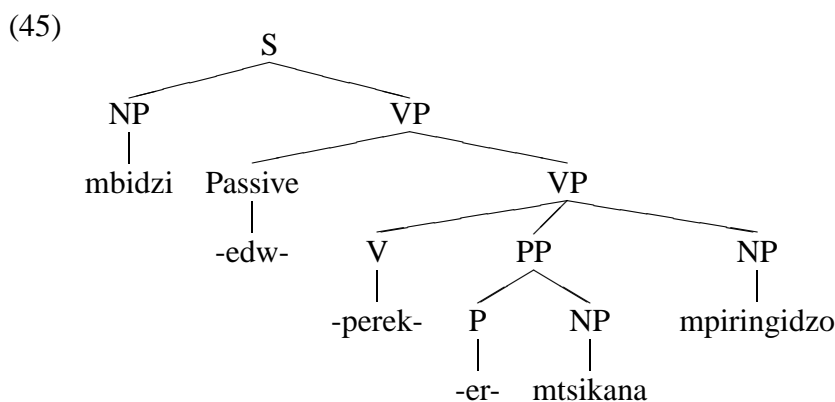 (45)
S
NP VP
mbidzi Passive VP
-edw- V PP NP
-perek- P NP mpiringidzo
-er- mtsikana